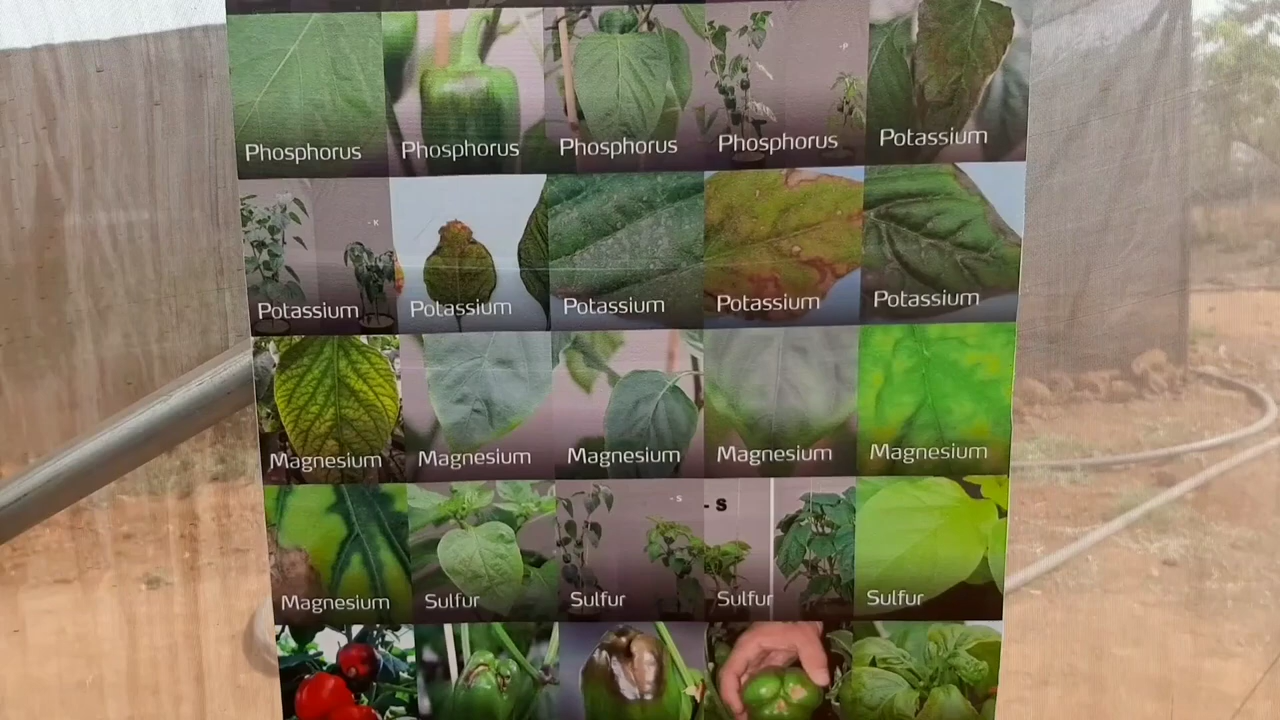 -P
Phosphorus
Phosphorus
Phosphorus
Phosphorus
Potassium
- K
Potassium
Potassium
Potassium
Potassium
Potassium
Magnesium
Magnesium
Magnesium
Magnesium
Magnesium
- S
- S
Magnesium
Sulfur
Sulfur
Sulfur
Sulfur